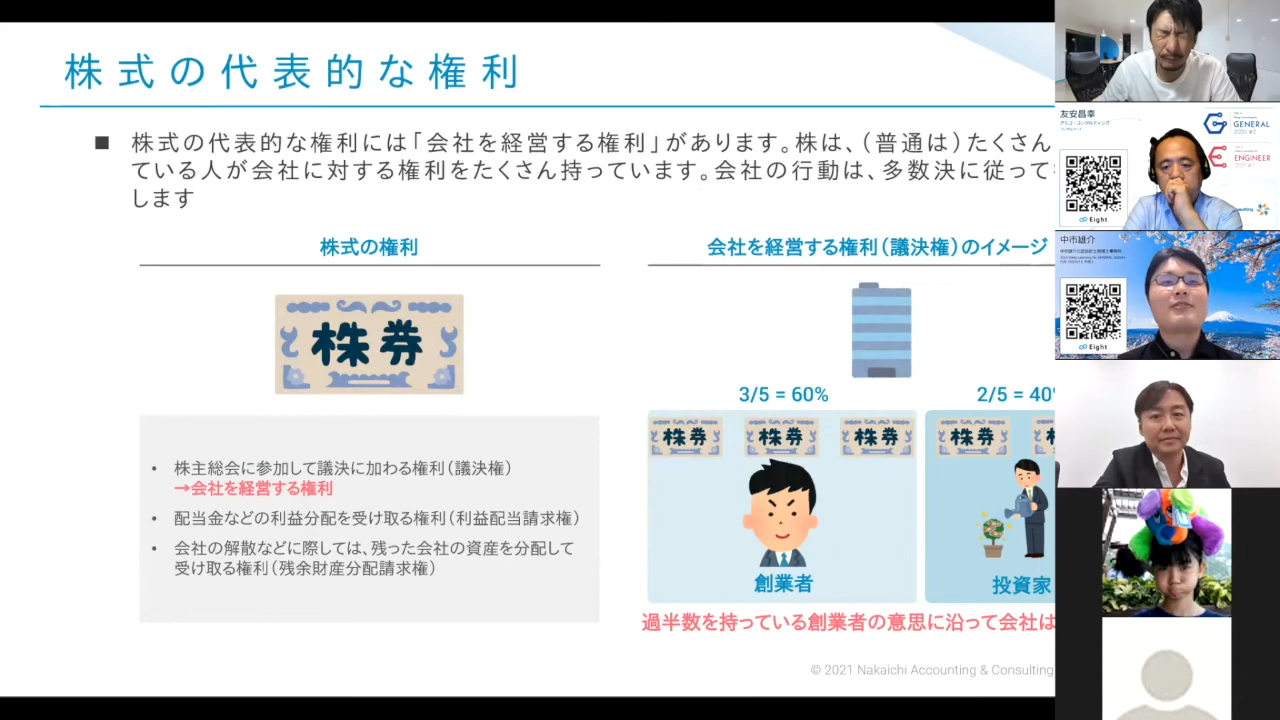 株式の代表的な権利
■ 株式の代表的な権利には「会社を経営する権利」があります。株は、(普通は)たくさん
ている人が会社に対する権利をたくさん持っています。会社の行動は、多数決に従って
します
株式の権利
株券
• 株主総会に参加して議決に加わる権利(議決権)
→会社を経営する権利
• 配当金などの利益分配を受け取る権利(利益配当請求権)
• 会社の解散などに際しては、残った会社の資産を分配して
受け取る権利(残余財産分配請求権)
会社を経営する権利(議決権)のイメージ
3/5 = 60%
2/5 = 40%
株券
株券
株券
株券
株
創業者
投資家
過半数を持っている創業者の意思に沿って会社は
© 2021 Nakaichi Accounting & Consulting
友安昌幸
Eight
GENERAL
2020 #2
ENGINEER
中市雄介
Eight